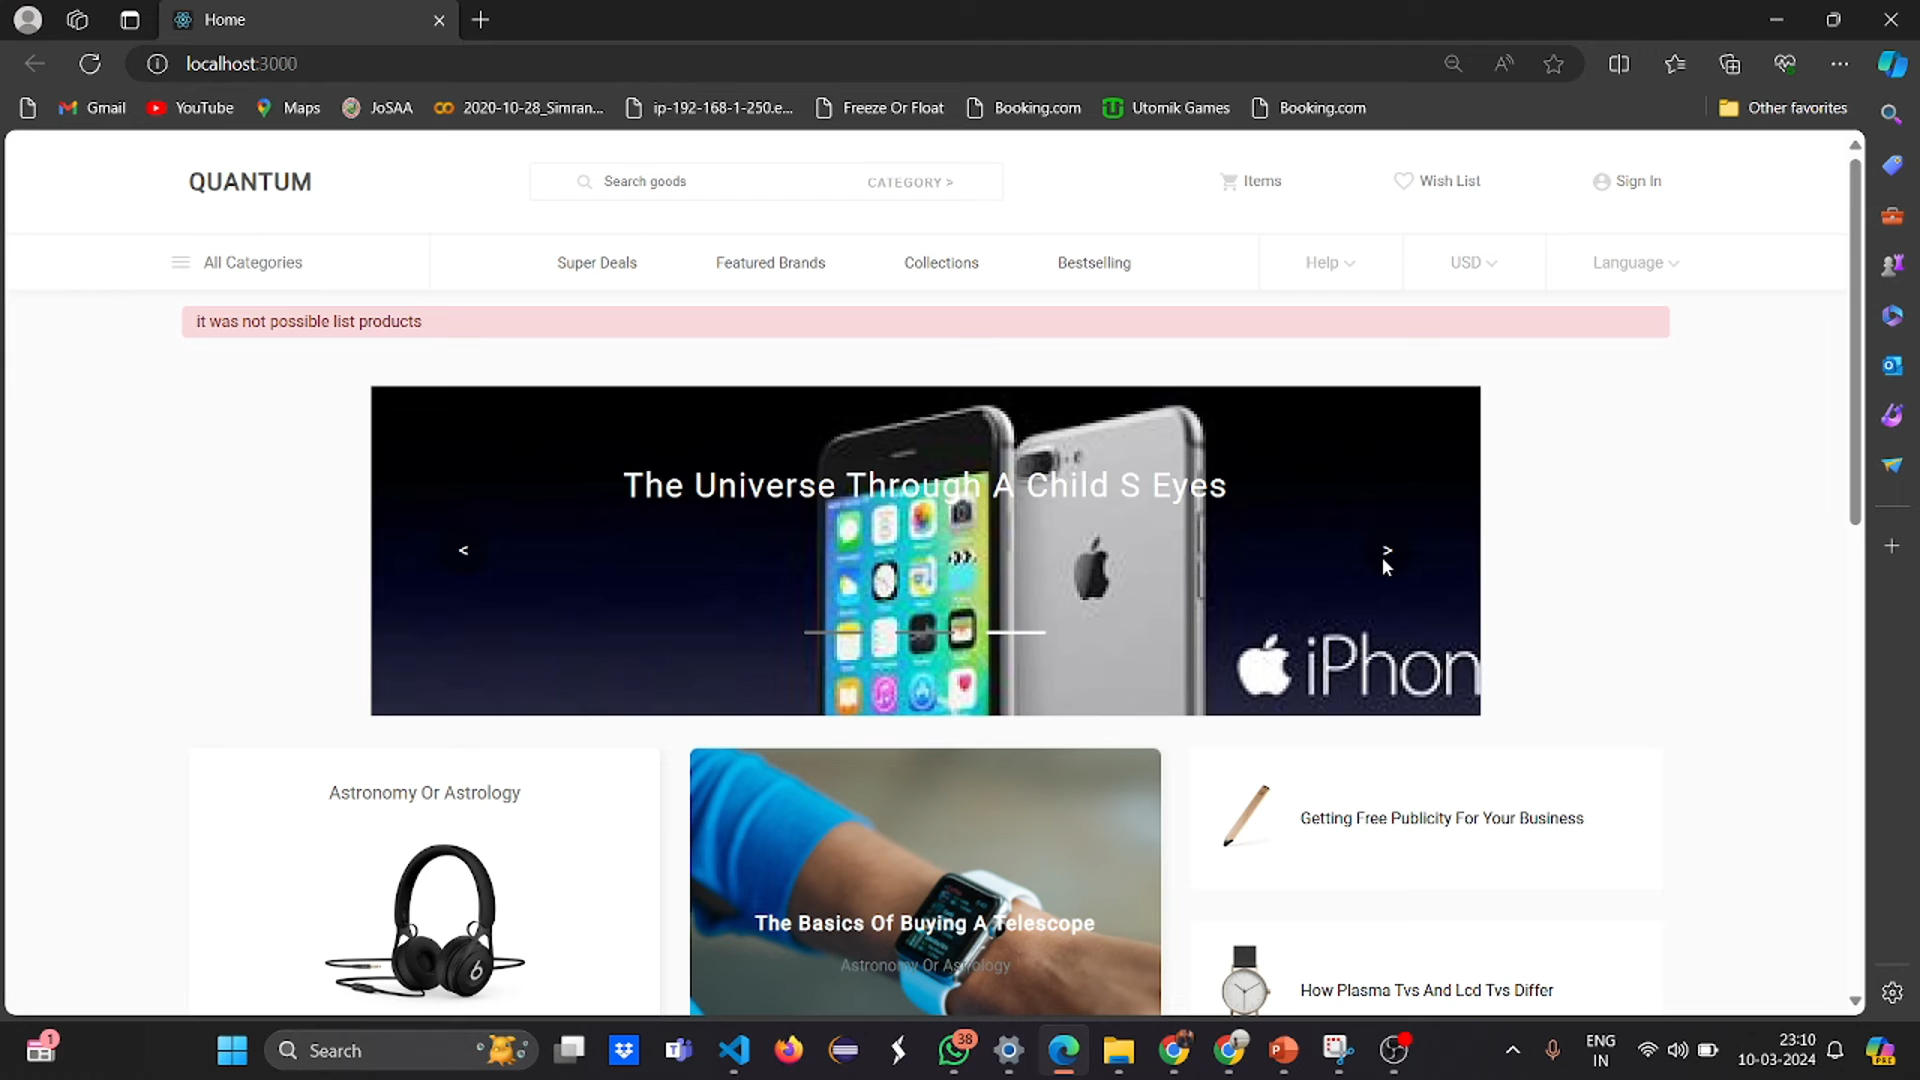 Home
localhost:3000
Gmail YouTube Maps JoSAA 2020-10-28_Simran... ip-192-168-1-250.e... Freeze Or Float Booking.com Utomik Games Booking.com Other favorites
QUANTUM Search goods CATEGORY > Items Wish List Sign In
All Categories Super Deals Featured Brands Collections Bestselling Help USD Language
it was not possible list products
The Universe Through A Child S Eyes
< >
iPhon
Astronomy Or Astrology
Getting Free Publicity For Your Business
The Basics Of Buying A Telescope
Astronomy Or Astrology
How Plasma Tvs And Lcd Tvs Differ
1 Search 38 ENG 23:10
IN 10-03-2024
PRE